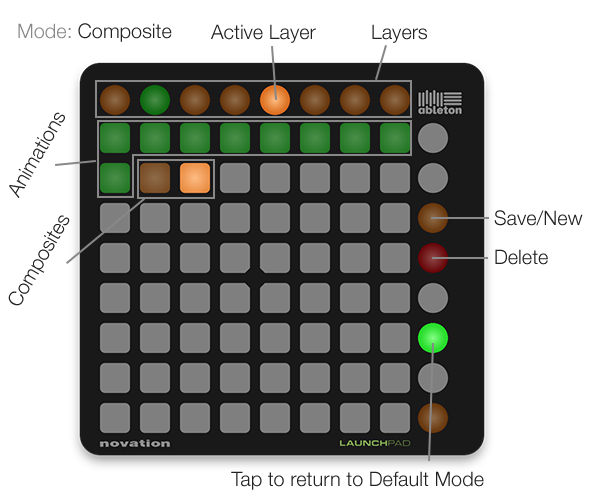 Mode: Composite
Active Layer
Layers
ableton
Animations
Composites
Save/New
Delete
novation
LAUNCHPAD
Tap to return to Default Mode